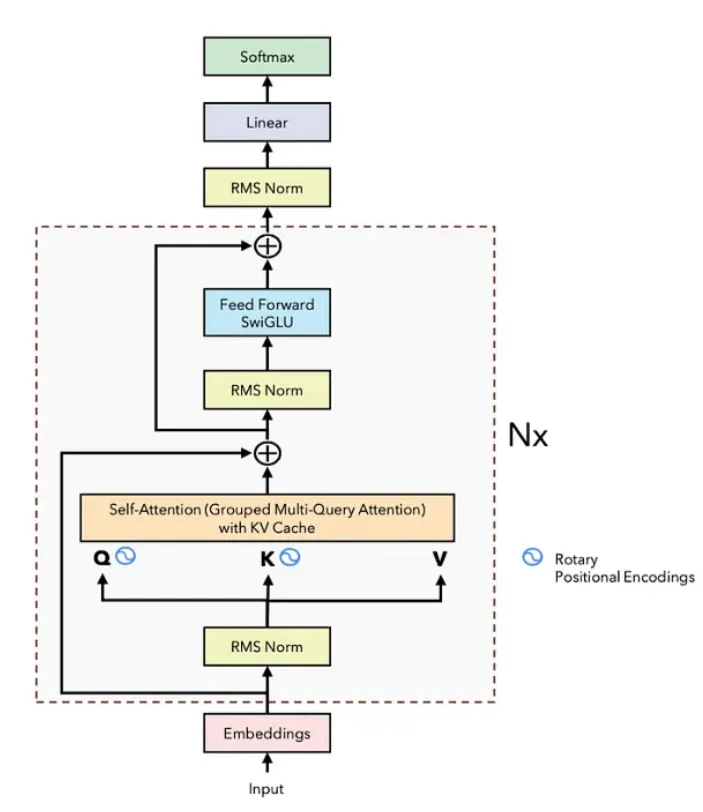 Softmax
Linear
RMS Norm
Feed Forward
SwiGLU
RMS Norm
Nx
Self-Attention (Grouped Multi-Query Attention)
with KV Cache
Q K V
Rotary
Positional Encodings
RMS Norm
Embeddings
Input